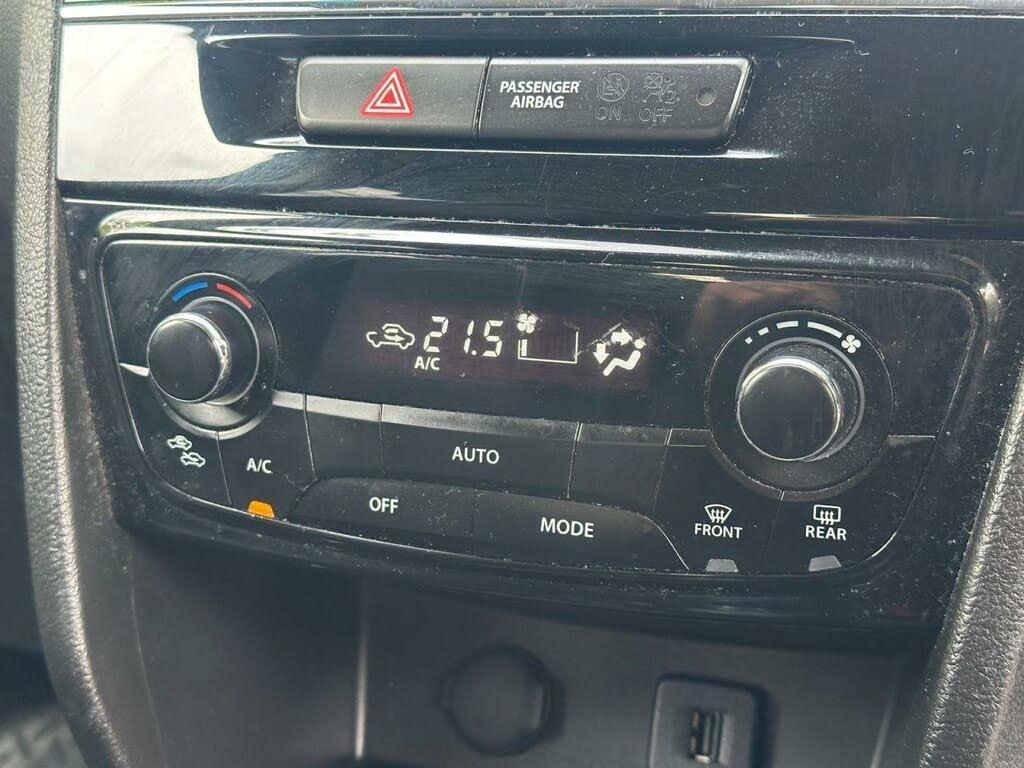 PASSENGER
AIRBAG
ON OFF
21.5
A/C
A/C
AUTO
OFF
MODE
FRONT
REAR